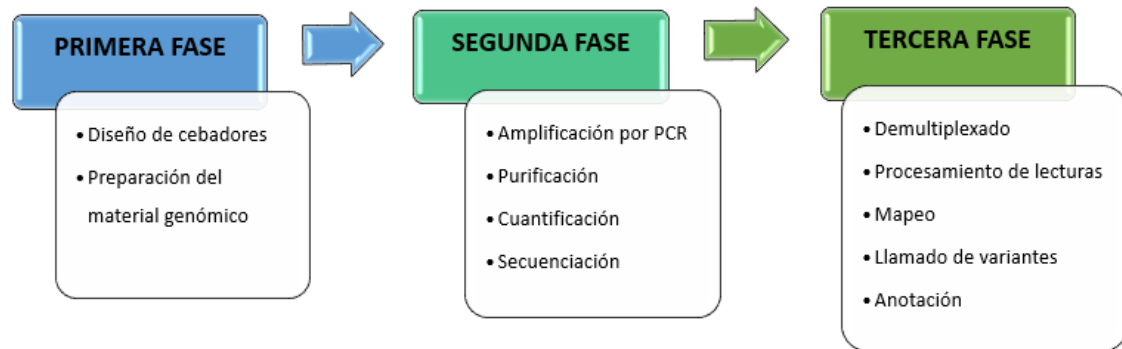 PRIMERA FASE
• Diseño de cebadores
• Preparación del
material genómico
SEGUNDA FASE
• Amplificación por PCR
• Purificación
• Cuantificación
• Secuenciación
TERCERA FASE
• Demultiplexado
• Procesamiento de lecturas
• Mapeo
• Llamado de variantes
• Anotación